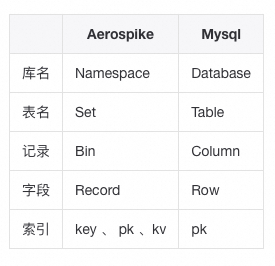 Aerospike Mysql
库名 Namespace Database
表名 Set Table
记录 Bin Column
字段 Record Row
索引 key 、 pk 、kv pk